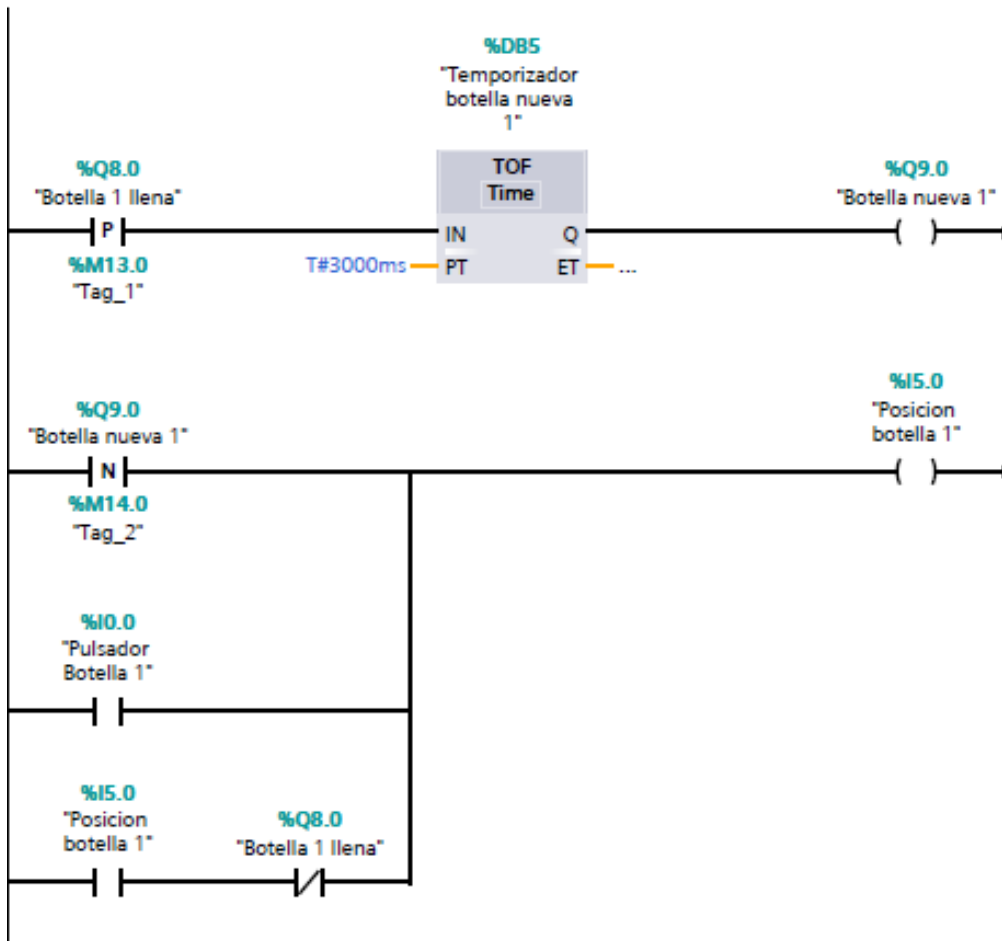 %DB5
"Temporizador
botella nueva
1"
%Q8.0
"Botella 1 llena"
P
%M13.0
"Tag_1"
TOF
Time
IN
Q
T#3000ms
PT
ET
...
%Q9.0
"Botella nueva 1"
%Q9.0
"Botella nueva 1"
N
%M14.0
"Tag_2"
%I5.0
"Posicion
botella 1"
%I0.0
"Pulsador
Botella 1"
%I5.0
"Posicion
botella 1"
%Q8.0
"Botella 1 llena"